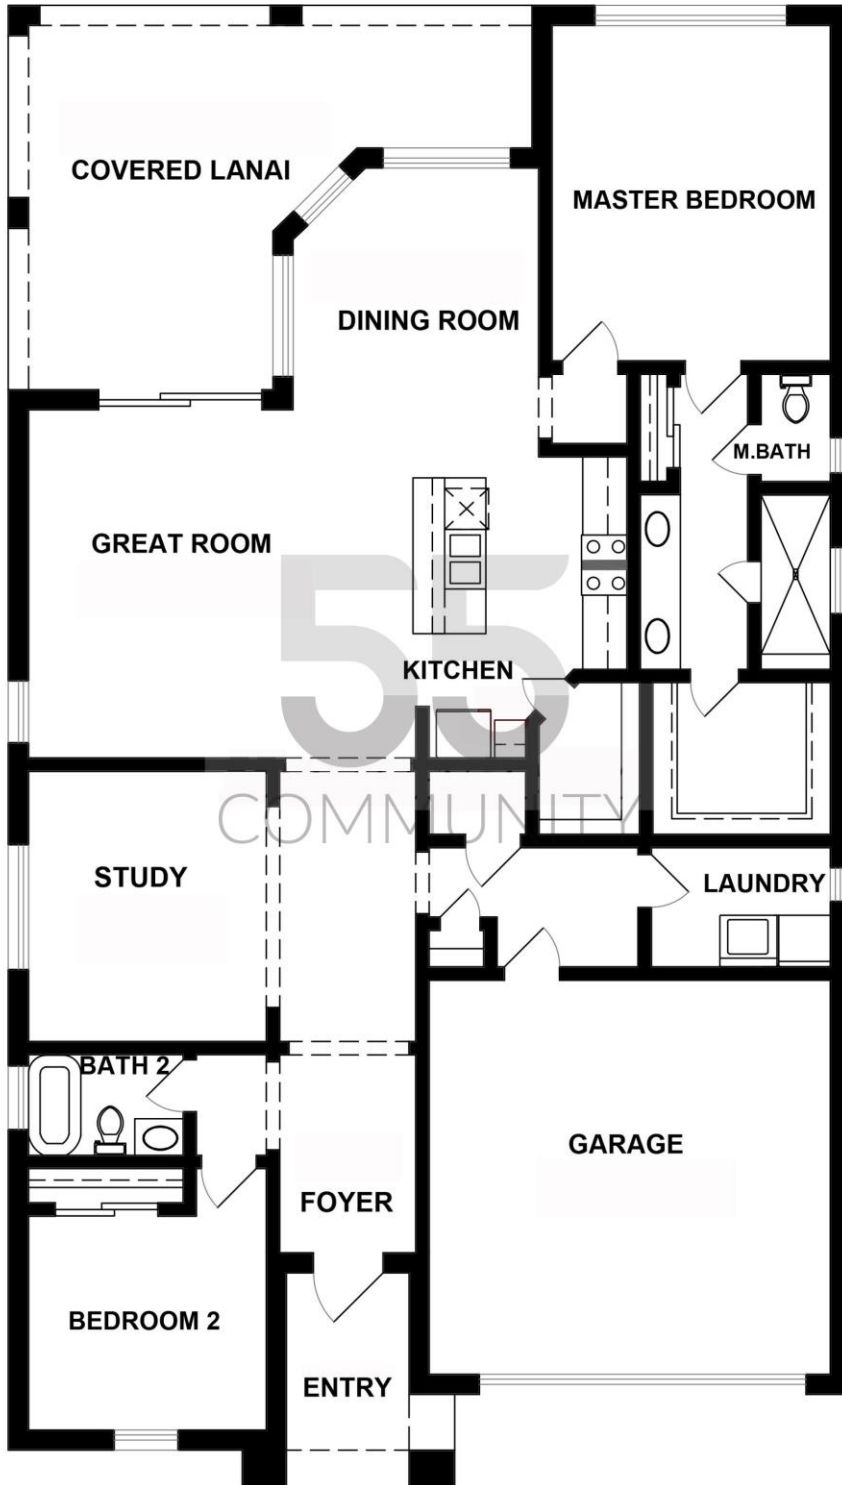 COVERED LANAI
MASTER BEDROOM
DINING ROOM
M.BATH
GREAT ROOM
55
KITCHEN
COMMUNITY
STUDY
LAUNDRY
BATH 2
GARAGE
FOYER
BEDROOM 2
ENTRY